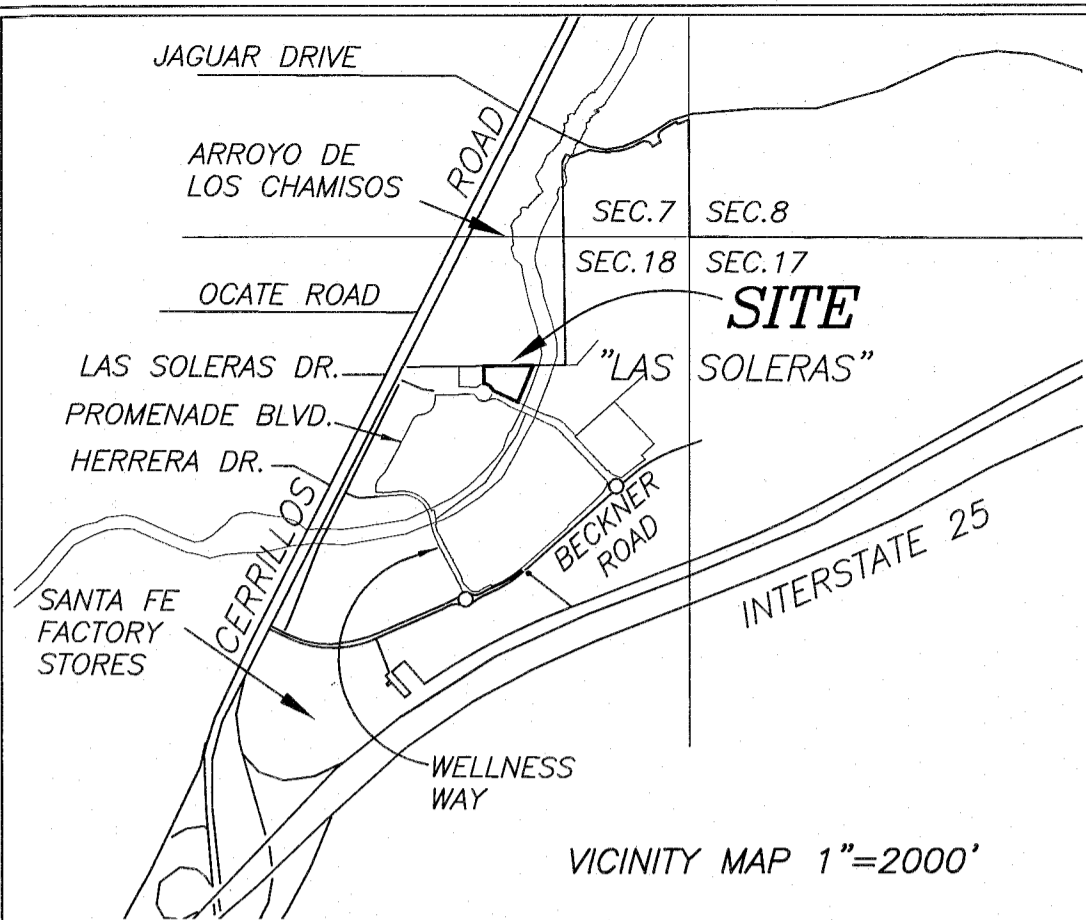 JAGUAR DRIVE
ARROYO DE
LOS CHAMISOS
ROAD
SEC.7
SEC.8
SEC.18
SEC.17
OCATE ROAD
SITE
"LAS SOLERAS"
LAS SOLERAS DR.
PROMENADE BLVD.
HERRERA DR.
CERRILLOS
BECKNER
ROAD
INTERSTATE 25
SANTA FE
FACTORY
STORES
WELLNESS
WAY
VICINITY MAP 1"=2000'